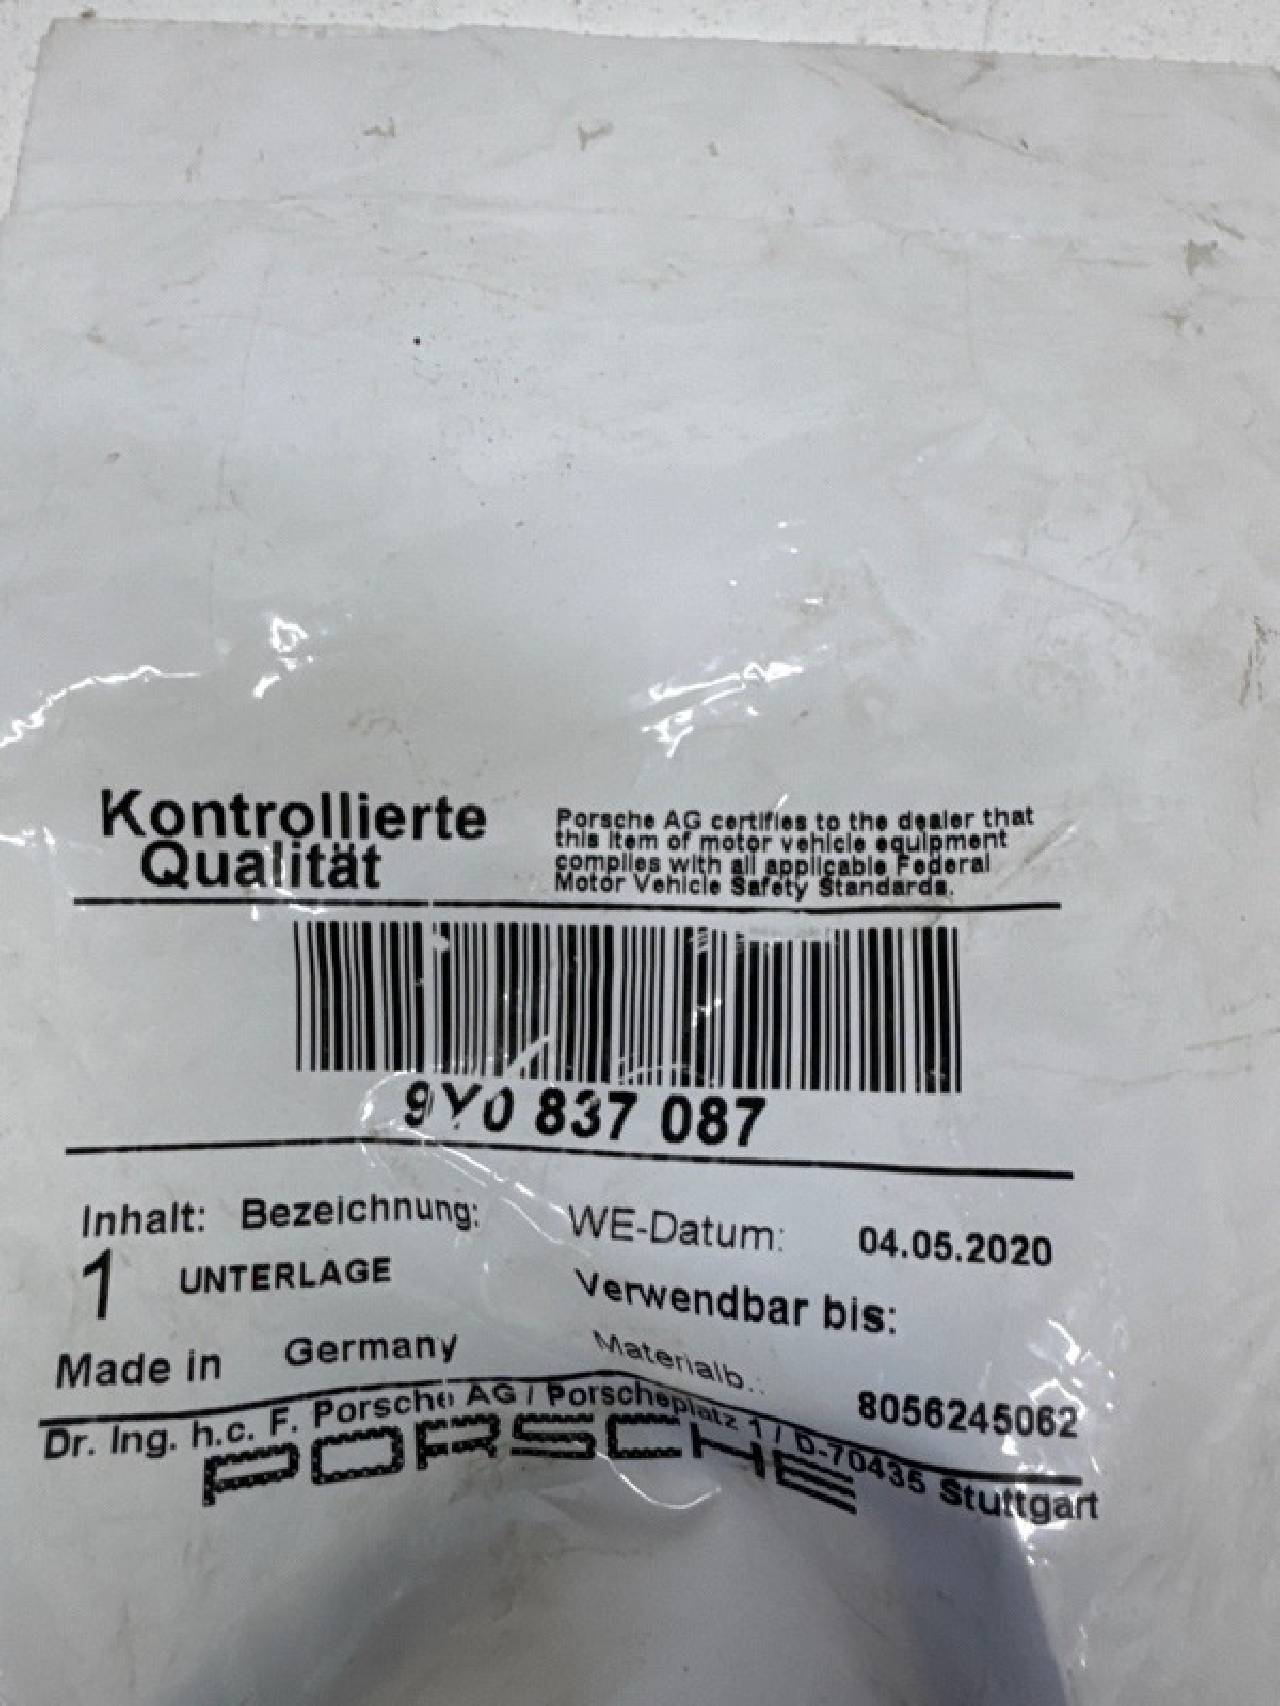 Kontrollierte
Qualität
Porsche AG certifies to the dealer that
this item of motor vehicle equipment
complies with all applicable Federal
Motor Vehicle Safety Standards.
9Y0 837 087
Inhalt: Bezeichnung: WE-Datum: 04.05.2020
1 UNTERLAGE Verwendbar bis:
Made in Germany Materialb.: 8056245062
Dr. Ing. h.c. F. Porsche AG / Porscheplatz 1 / D-70435 Stuttgart
PORSCHE